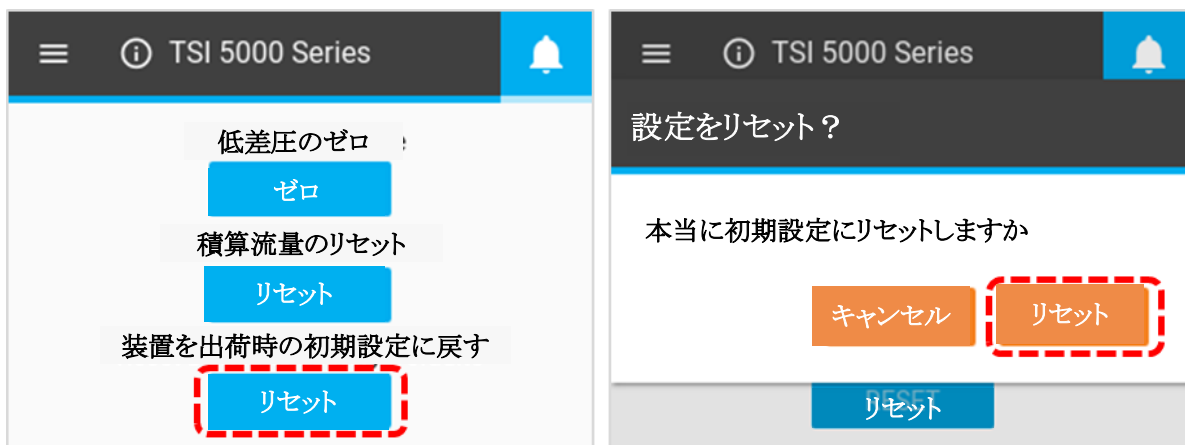 TSI 5000 Series
低差圧のゼロ
ゼロ
積算流量のリセット
リセット
装置を出荷時の初期設定に戻す
リセット
TSI 5000 Series
設定をリセット？
本当に初期設定にリセットしますか
キャンセル リセット
リセット